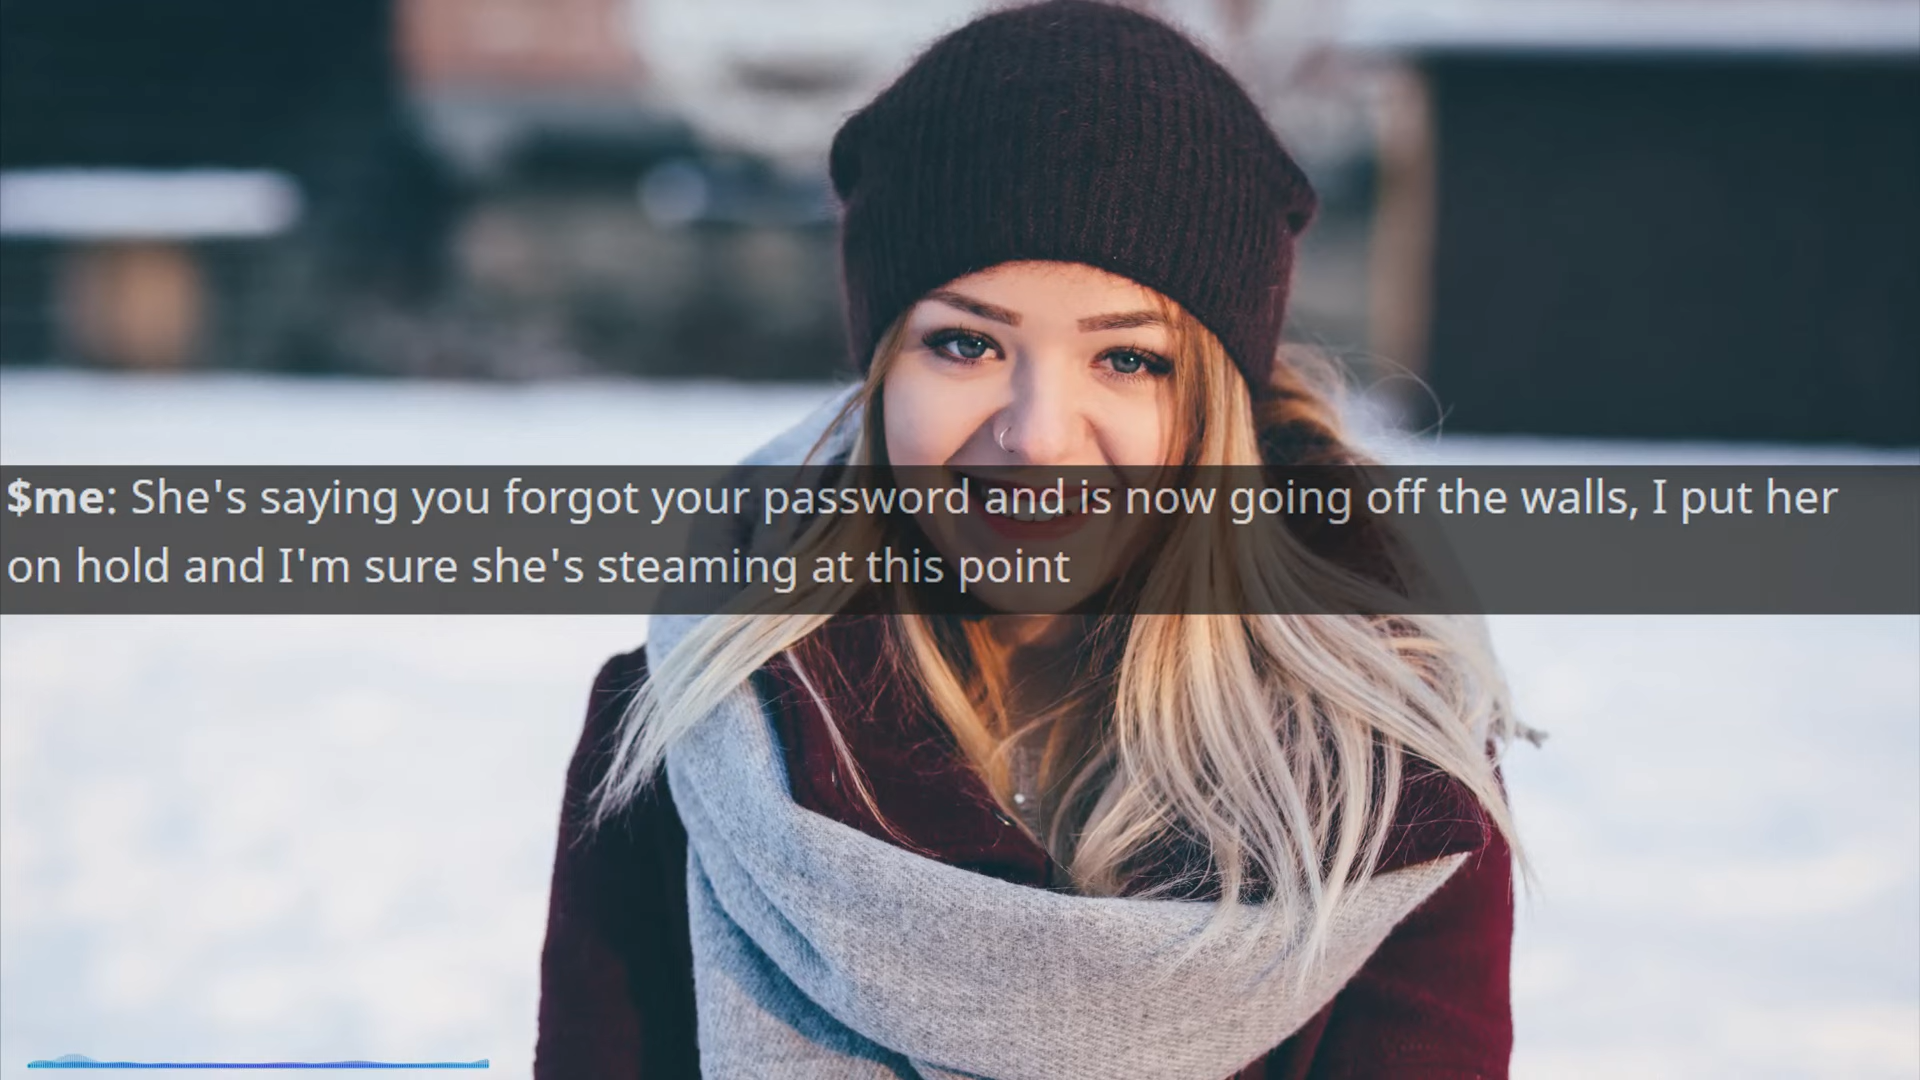 $me: She's saying you forgot your password and is now going off the walls, I put her
on hold and I'm sure she's steaming at this point